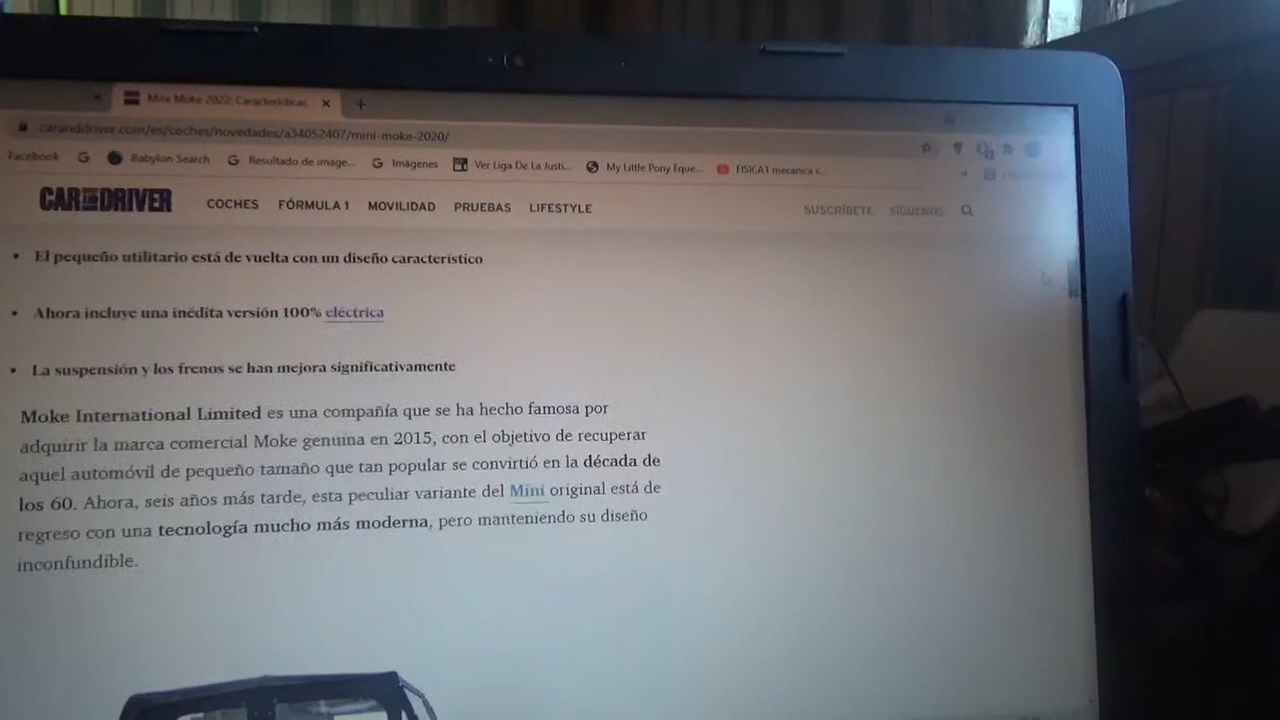 Mini Moke 2022: Características,
caranddriver.com/es/coches/novedades/a34052407/mini-moke-2020/
Facebook Babylon Search Resultado de image... Imágenes Ver Liga De La Justi... My Little Pony Eque... FISICA1 mecanica c...
CAR AND DRIVER COCHES FÓRMULA 1 MOVILIDAD PRUEBAS LIFESTYLE SUSCRÍBETE SÍGUENOS
• El pequeño utilitario está de vuelta con un diseño característico
• Ahora incluye una inédita versión 100% eléctrica
• La suspensión y los frenos se han mejora significativamente
Moke International Limited es una compañía que se ha hecho famosa por
adquirir la marca comercial Moke genuina en 2015, con el objetivo de recuperar
aquel automóvil de pequeño tamaño que tan popular se convirtió en la década de
los 60. Ahora, seis años más tarde, esta peculiar variante del Mini original está de
regreso con una tecnología mucho más moderna, pero manteniendo su diseño
inconfundible.